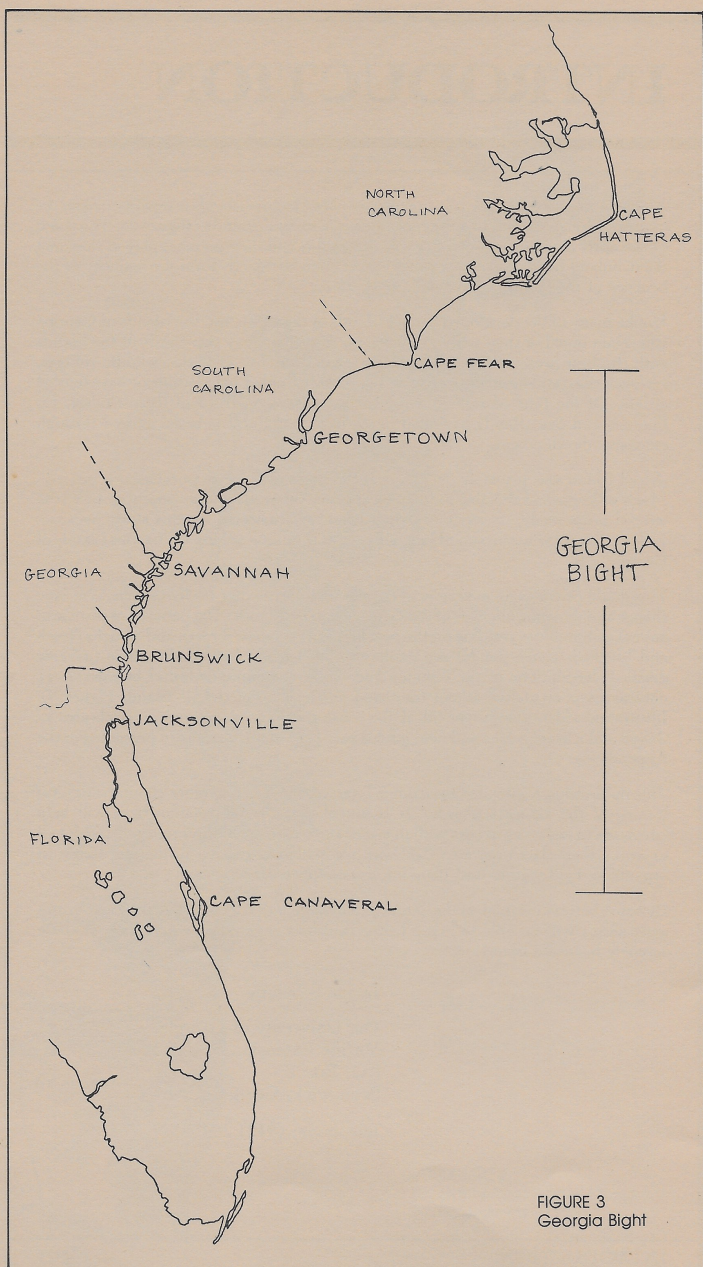 NORTH
CAROLINA
CAPE
HATTERAS
CAPE FEAR
SOUTH
CAROLINA
GEORGETOWN
GEORGIA
BIGHT
GEORGIA
SAVANNAH
BRUNSWICK
JACKSONVILLE
FLORIDA
CAPE CANAVERAL
FIGURE 3
Georgia Bight